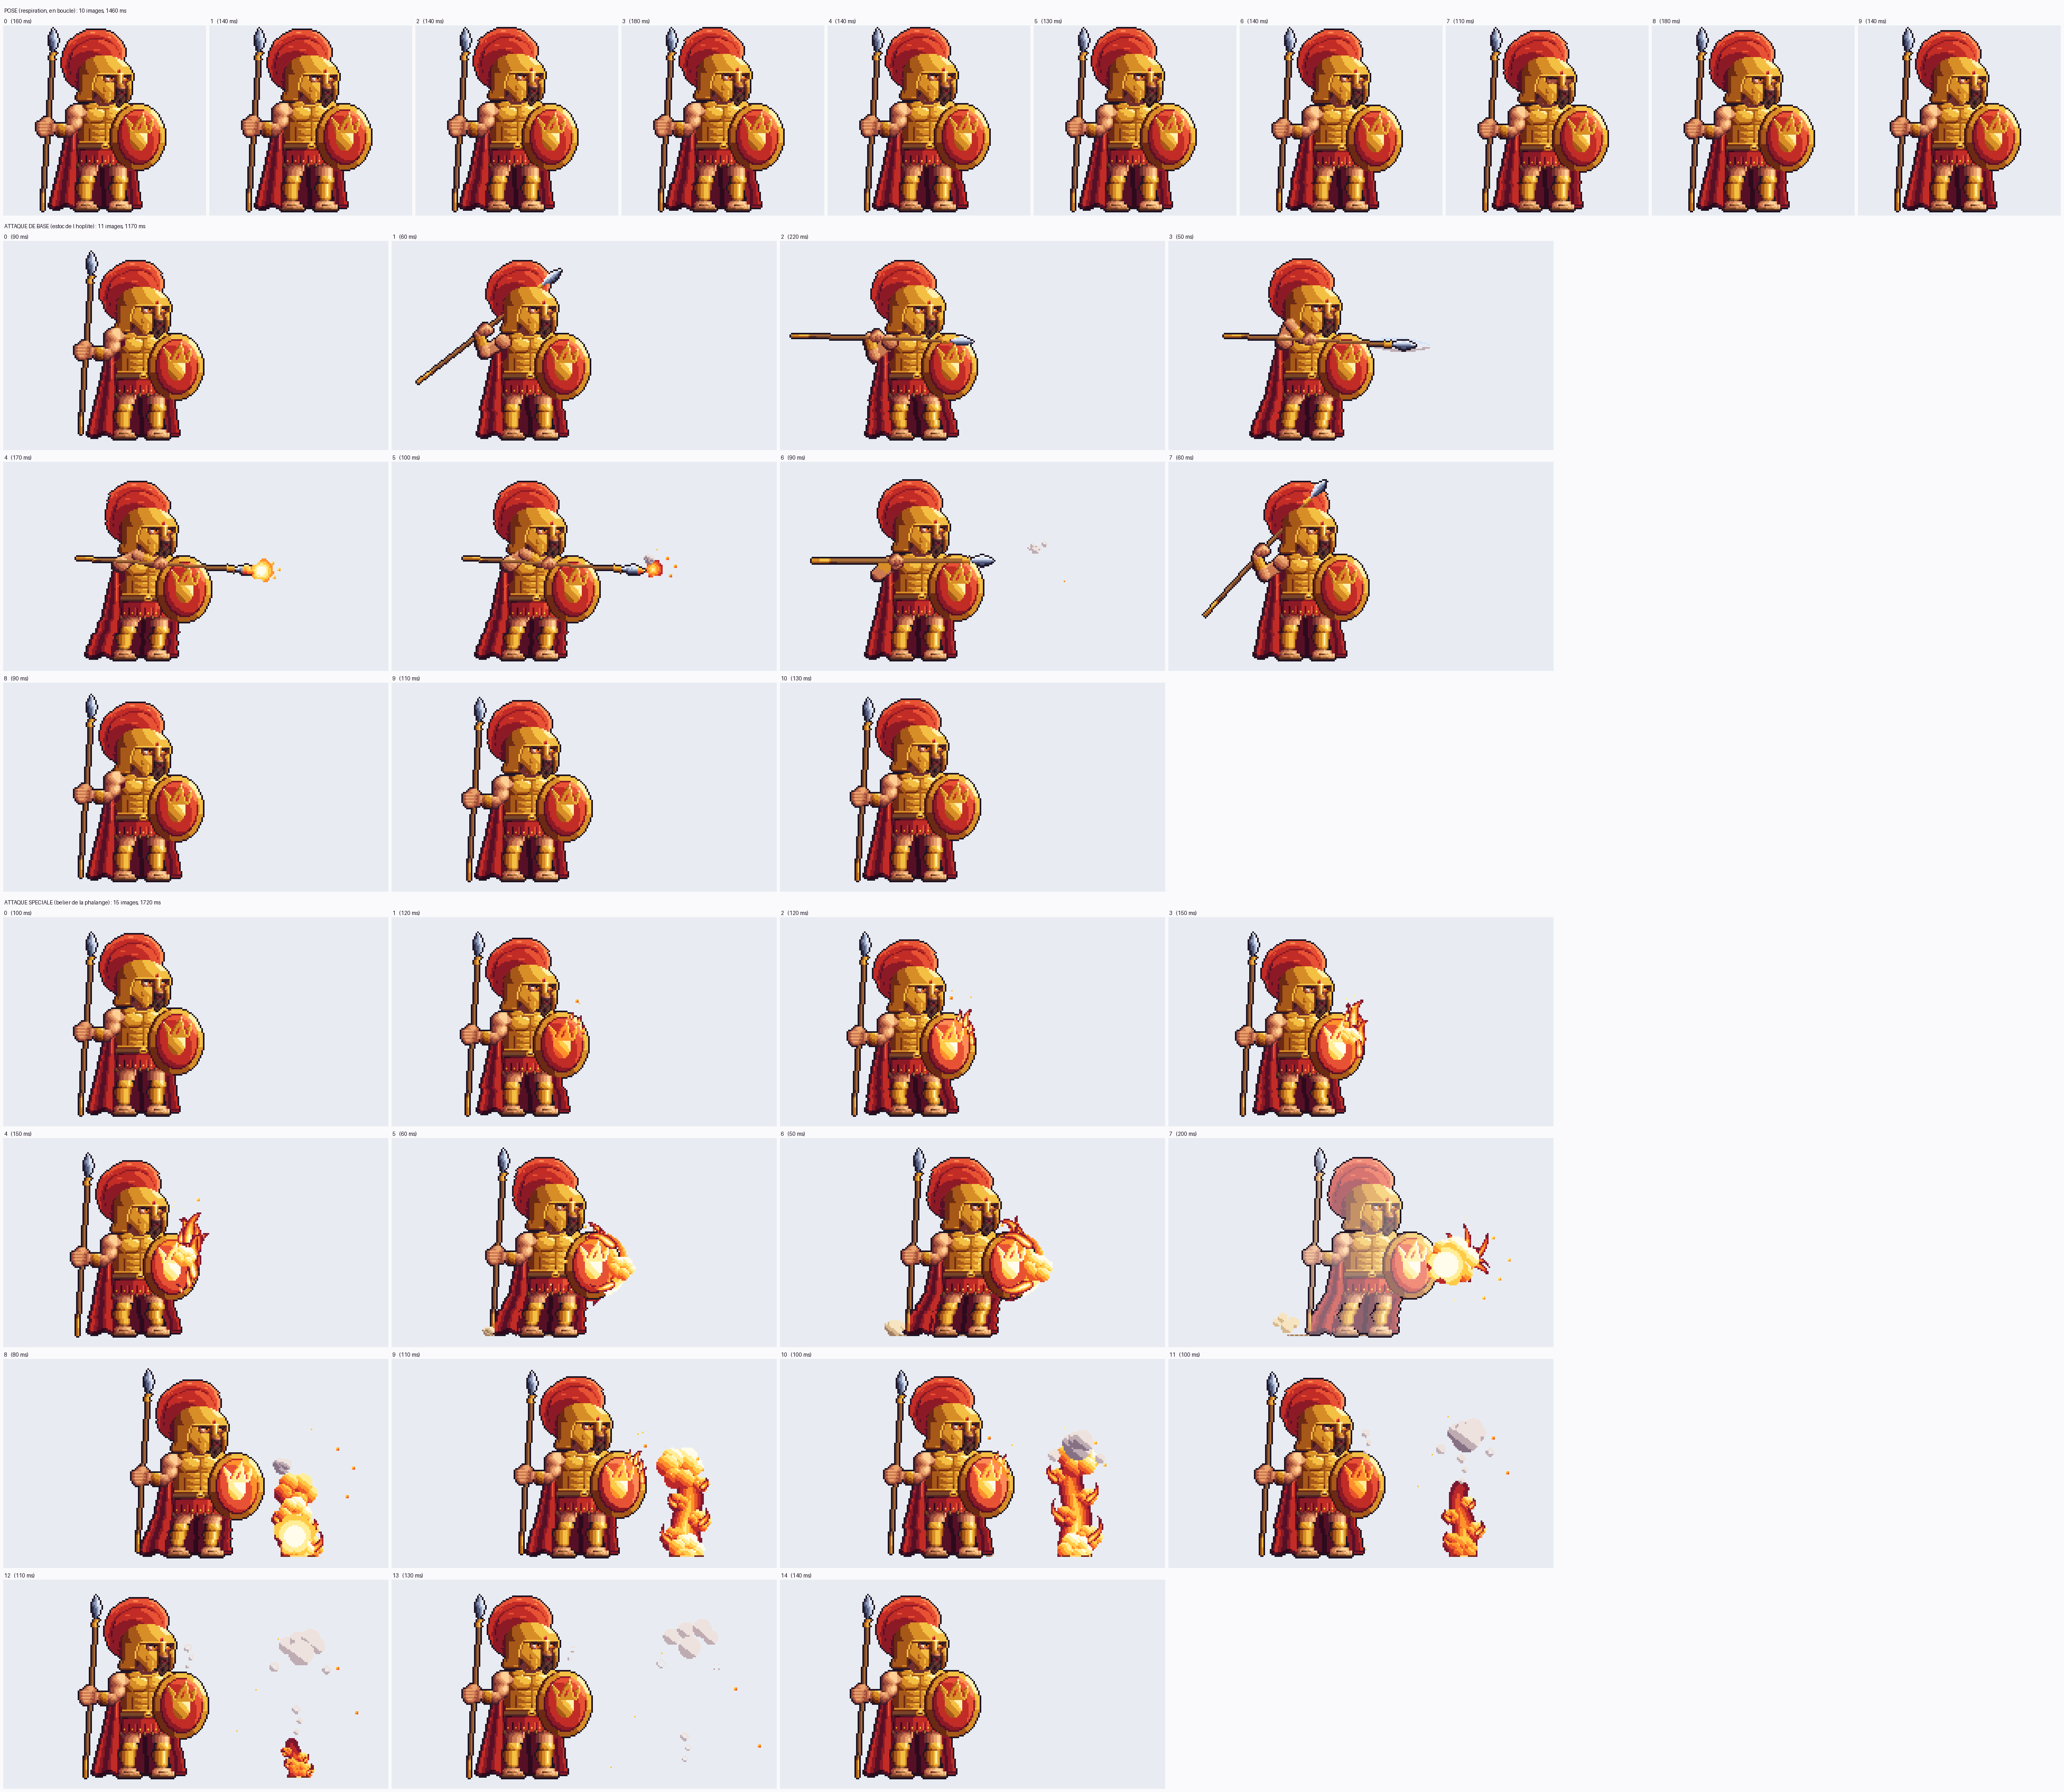 POSE (respiration, en boucle) : 10 images, 1460 ms
0 (160 ms) 1 (140 ms) 2 (140 ms) 3 (180 ms) 4 (140 ms) 5 (130 ms) 6 (140 ms) 7 (110 ms) 8 (180 ms) 9 (140 ms)
ATTAQUE DE BASE (estoc de l hoplite) : 11 images, 1170 ms
0 (90 ms) 1 (60 ms) 2 (220 ms) 3 (50 ms)
4 (170 ms) 5 (100 ms) 6 (90 ms) 7 (60 ms)
8 (90 ms) 9 (110 ms) 10 (130 ms)
ATTAQUE SPECIALE (belier de la phalange) : 15 images, 1720 ms
0 (100 ms) 1 (120 ms) 2 (120 ms) 3 (150 ms)
4 (150 ms) 5 (60 ms) 6 (50 ms) 7 (200 ms)
8 (80 ms) 9 (110 ms) 10 (100 ms) 11 (100 ms)
12 (110 ms) 13 (130 ms) 14 (140 ms)